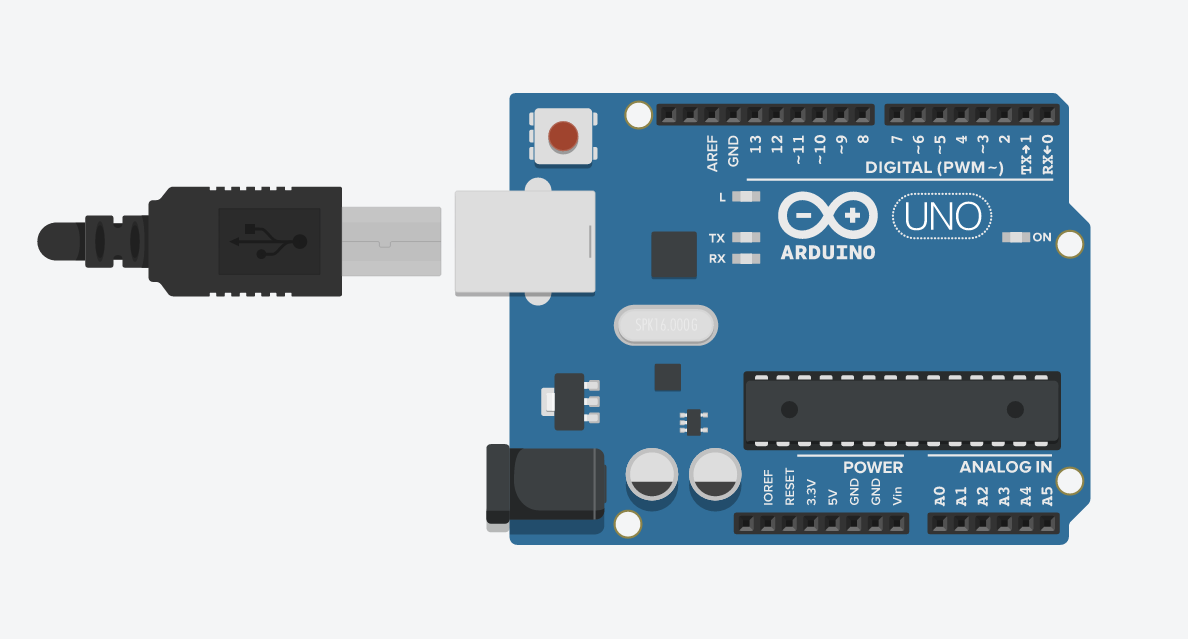 AREF
GND
13
12
~11
~10
~9
8
7
~6
~5
4
~3
2
TX→1
RX←0
DIGITAL (PWM~)
L
TX
RX
ARDUINO
UNO
ON
SPK16.000G
POWER
ANALOG IN
IOREF
RESET
3.3V
5V
GND
GND
Vin
A0
A1
A2
A3
A4
A5